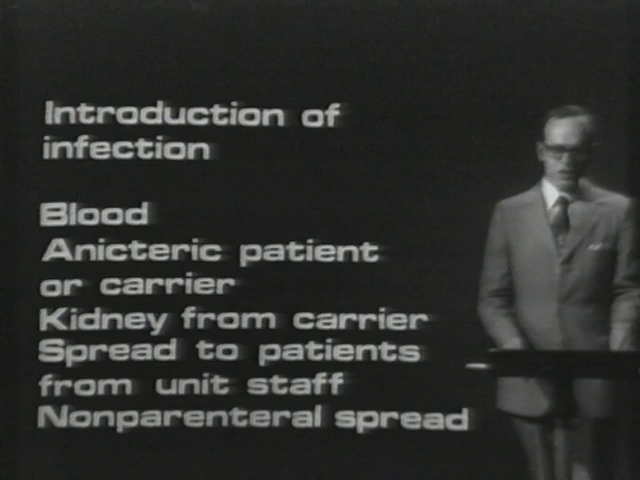 Introduction of
infection
Blood
Anicteric patient
or carrier
Kidney from carrier
Spread to patients
from unit staff
Nonparenteral spread